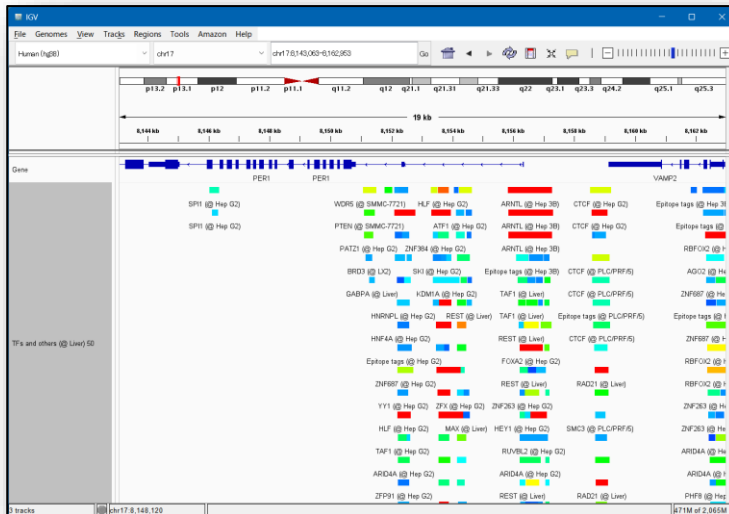 IGV
File Genomes View Tracks Regions Tools Amazon Help
Human (hg38) chr17 chr17:8,143,063-8,162,953 Go
p13.2 p13.1 p12 p11.2 p11.1 q11.2 q12 q21.1 q21.31 q21.33 q22 q23.1 q23.3 q24.2 q25.1 q25.3
19 kb
8,144 kb 8,146 kb 8,148 kb 8,150 kb 8,152 kb 8,154 kb 8,156 kb 8,158 kb 8,160 kb 8,162 kb
Gene
PER1 PER1 VAMP2
SPI1 (@ Hep G2) WDR5 (@ SMMC-7721) HLF (@ Hep G2) ARNTL (@ Hep 3B) CTCF (@ Hep G2) Epitope tags (@ Hep 3B
SPI1 (@ Hep G2) PTEN (@ SMMC-7721) ATF1 (@ Hep G2) ARNTL (@ Hep 3B) CTCF (@ Hep G2) Epitope tags (@
PATZ1 (@ Hep G2) ZNF384 (@ Hep G2) ARNTL (@ Hep 3B) RBFOX2 (@
BRD3 (@ LX2) SKI (@ Hep G2) Epitope tags (@ Hep 3B) CTCF (@ PLC/PRF/5) AGO2 (@ Hep
GABPA (@ Liver) KDM1A (@ Hep G2) TAF1 (@ Liver) CTCF (@ PLC/PRF/5) ZNF687 (@
HNRNPL (@ Hep G2) REST (@ Liver) TAF1 (@ Liver) Epitope tags (@ PLC/PRF/5) Epitope tags (@
HNF4A (@ Hep G2) REST (@ Liver) CTCF (@ PLC/PRF/5) ZNF687 (@
TFs and others (@ Liver) 50
Epitope tags (@ Hep G2) FOXA2 (@ Hep G2) RBFOX2 (@
ZNF687 (@ Hep G2) REST (@ Liver) RAD21 (@ Liver) RBFOX2 (@
YY1 (@ Hep G2) ZFX (@ Hep G2) ZNF263 (@ Hep G2) ZNF263 (@
HLF (@ Hep G2) MAX (@ Liver) HEY1 (@ Hep G2) SMC3 (@ PLC/PRF/5) ZNF263 (@
TAF1 (@ Hep G2) RUVBL2 (@ Hep G2) ARID4A (@
ARID4A (@ Hep G2) ARID4A (@ Hep G2) ARID4A (@
ZFP91 (@ Hep G2) REST (@ Liver) RAD21 (@ Liver) PHF8 (@ Hep
3 tracks chr17:8,148,120 471M of 2,065M